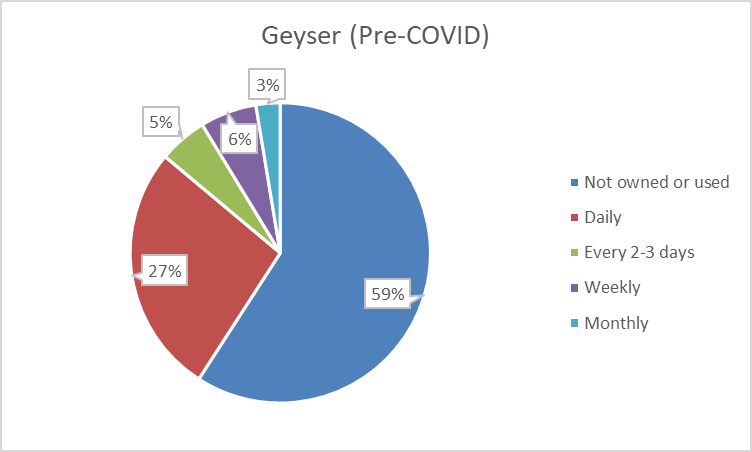 Geyser (Pre-COVID)
3%
5%
6%
27%
59%
Not owned or used
Daily
Every 2-3 days
Weekly
Monthly